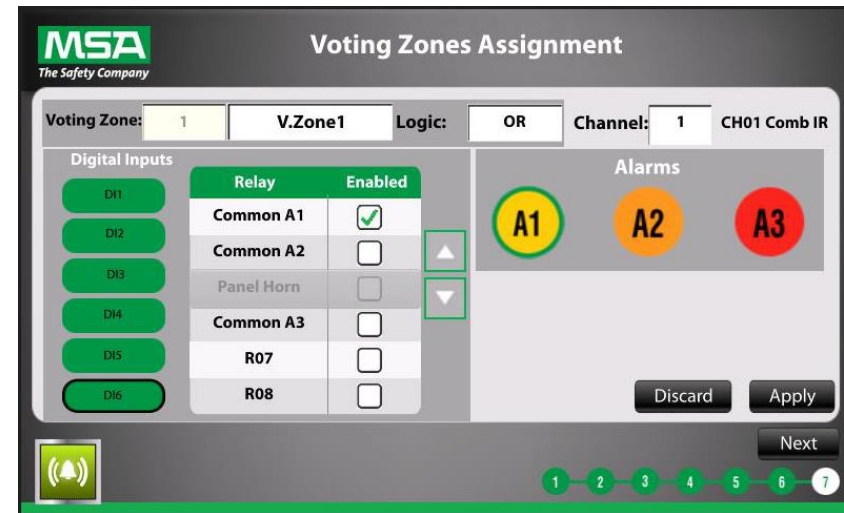 MSA
The Safety Company
Voting Zones Assignment
Voting Zone: 1 V.Zone1 Logic: OR Channel: 1 CH01 Comb IR
Digital Inputs
DI1
DI2
DI3
DI4
DI5
DI6
Relay Enabled
Common A1
Common A2
Panel Horn
Common A3
R07
R08
Alarms
A1 A2 A3
Discard Apply
Next
1 2 3 4 5 6 7